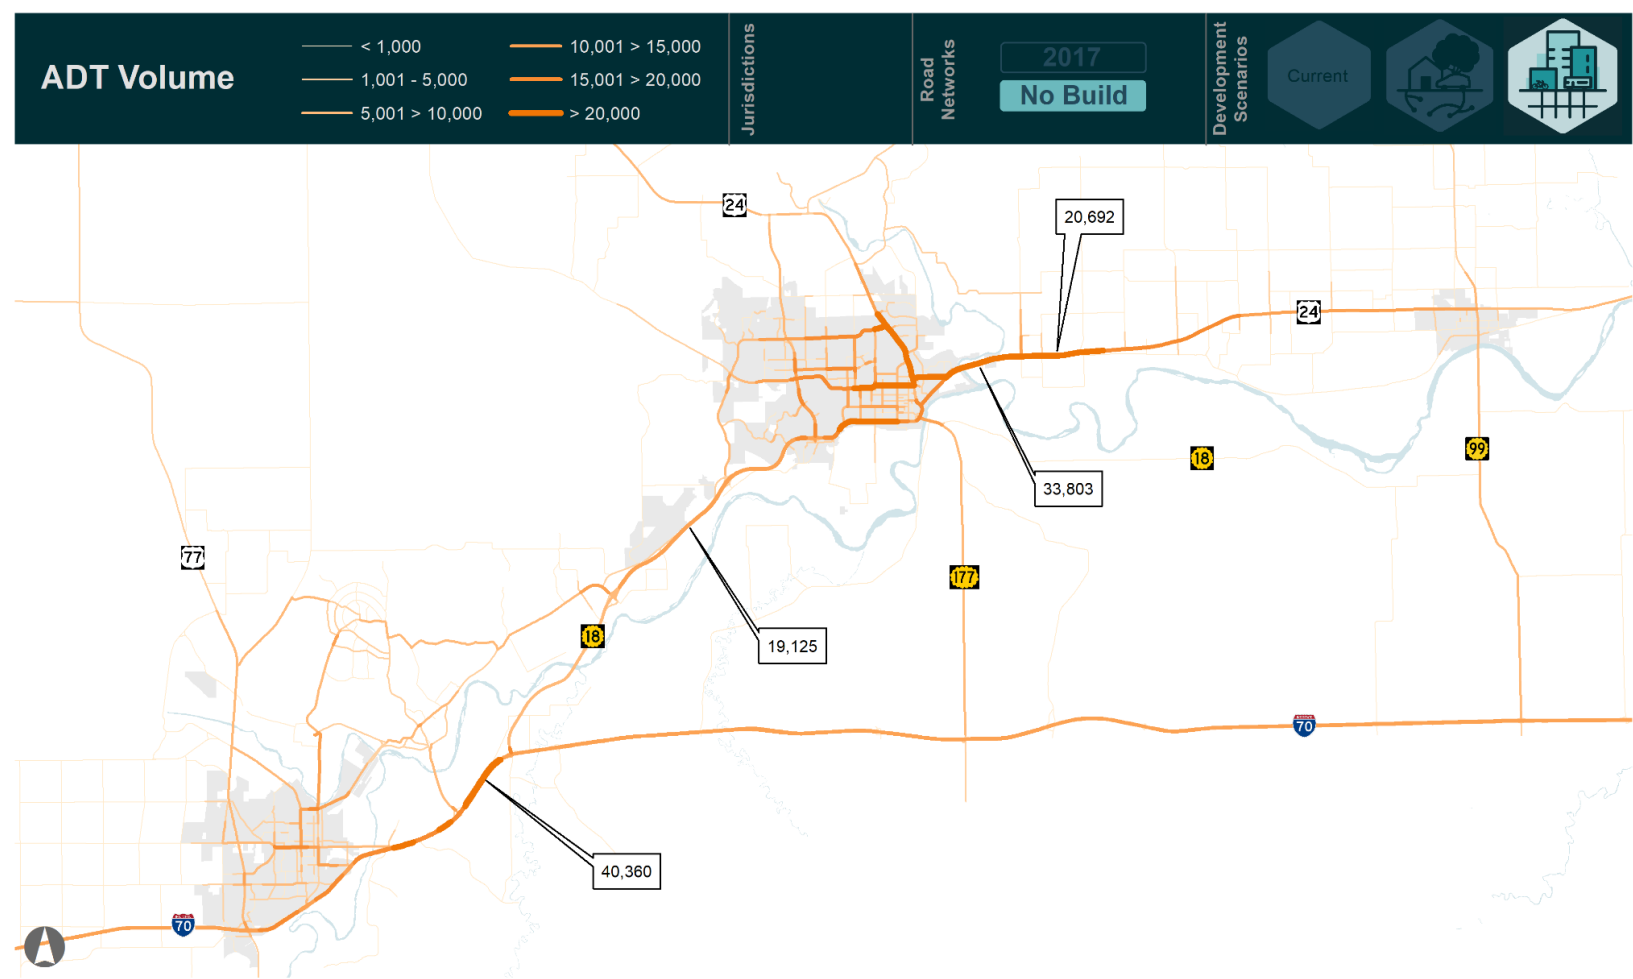 ADT Volume
< 1,000
1,001 - 5,000
5,001 > 10,000
10,001 > 15,000
15,001 > 20,000
> 20,000
Jurisdictions
Road
Networks
2017
No Build
Development
Scenarios
Current
24
20,692
24
33,803
18
99
77
177
19,125
18
70
40,360
70